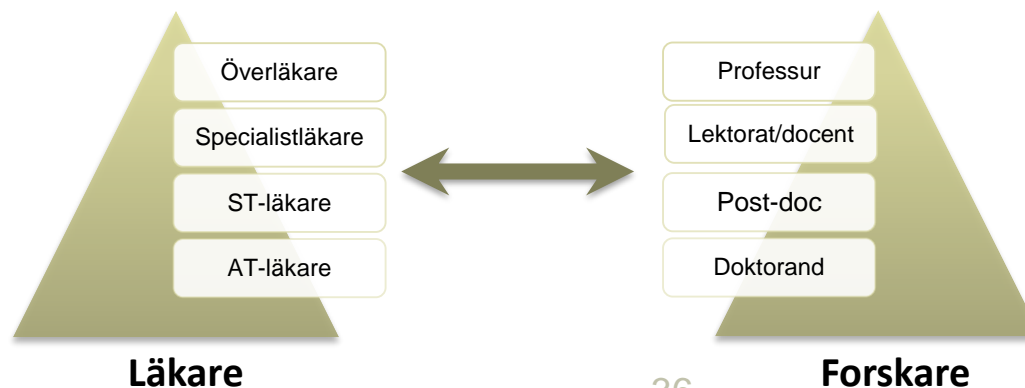 Överläkare
Specialistläkare
ST-läkare
AT-läkare
Läkare
Professur
Lektorat/docent
Post-doc
Doktorand
Forskare